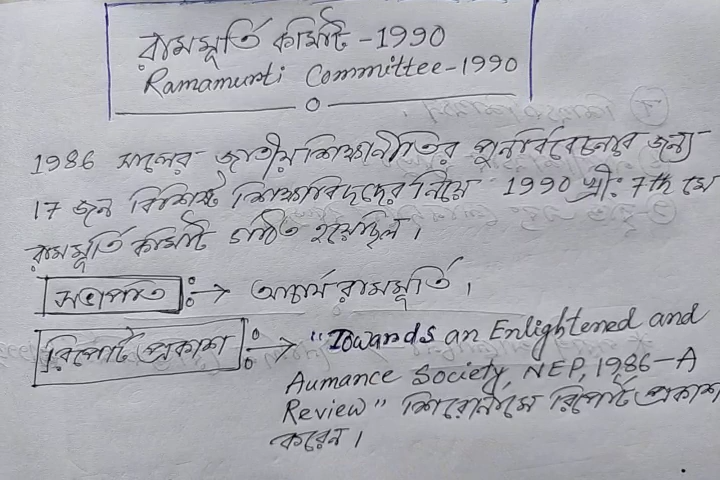 রামমূর্তি কমিটি -1990
Ramamurti Committee-1990
1986 সালের জাতীয় শিক্ষানীতির পুনর্বিবেচনার জন্য
17 জন বিশিষ্ট শিক্ষাবিদদের নিয়ে 1990 খ্রী: 7th মে
রামমূর্তি কমিটি গঠিত হয়েছিল।
সভাপতি :→ আচার্য রামমূর্তি।
রিপোর্ট প্রকাশ :→ "Towards an Enlightened and
Aumance Society, NEP, 1986-A
Review" শিরোনামে রিপোর্ট প্রকাশ
করেন।